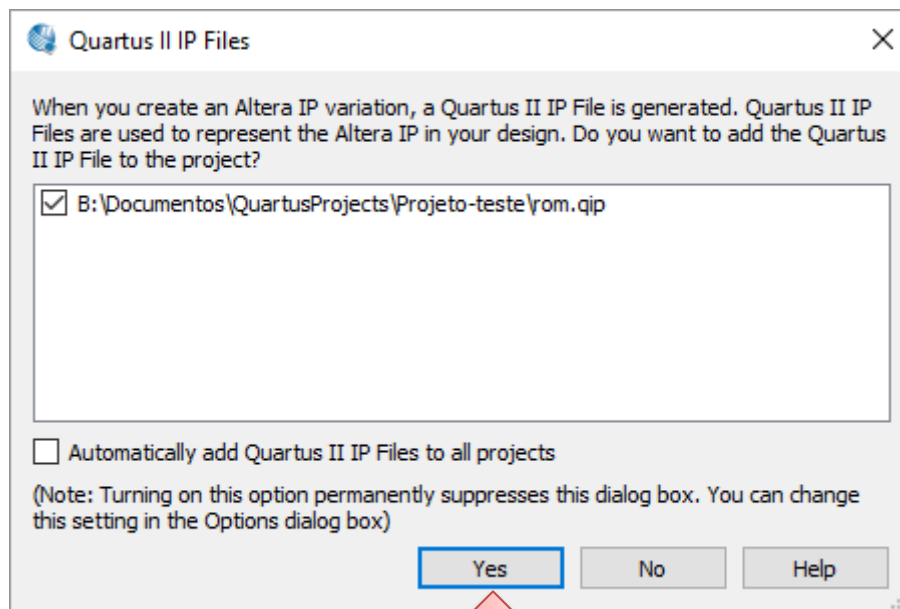 Quartus II IP Files
When you create an Altera IP variation, a Quartus II IP File is generated. Quartus II IP
Files are used to represent the Altera IP in your design. Do you want to add the Quartus
II IP File to the project?
B:\Documentos\QuartusProjects\Projeto-teste\rom.qip
Automatically add Quartus II IP Files to all projects
(Note: Turning on this option permanently suppresses this dialog box. You can change
this setting in the Options dialog box)
Yes No Help